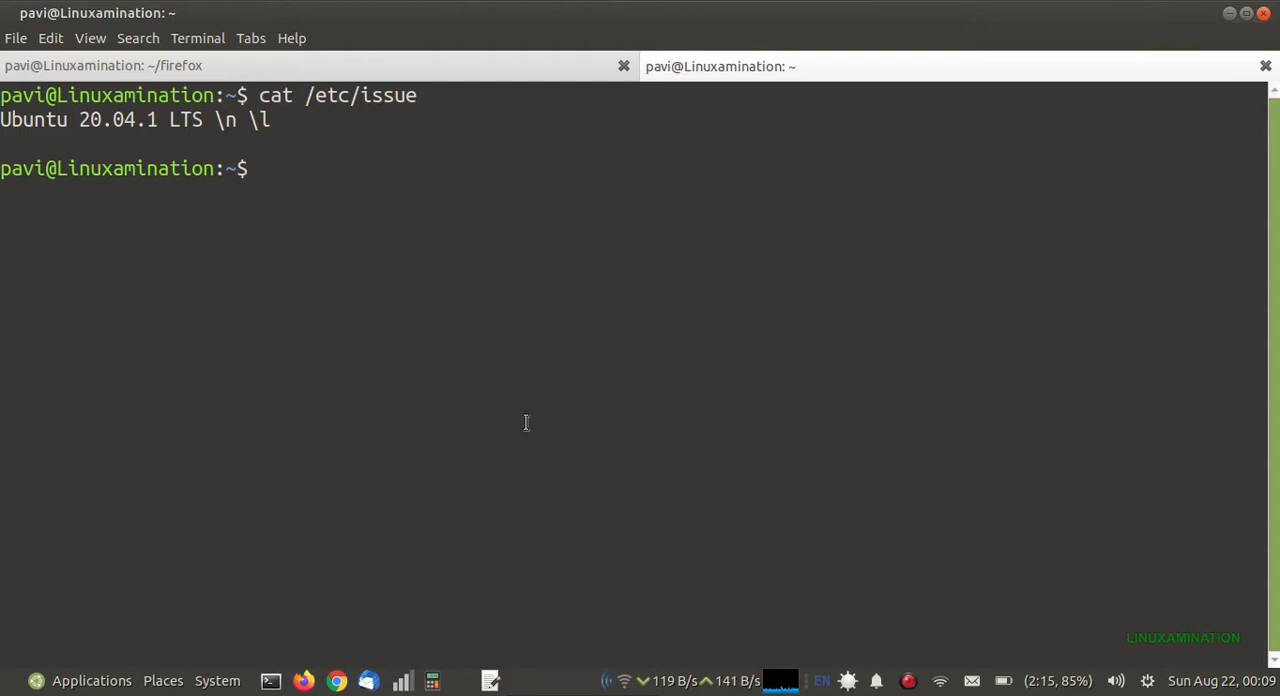 pavi@Linuxamination: ~
File Edit View Search Terminal Tabs Help
pavi@Linuxamination: ~/firefox
pavi@Linuxamination: ~
pavi@Linuxamination:~$ cat /etc/issue
Ubuntu 20.04.1 LTS \n \l
pavi@Linuxamination:~$
LINUXAMINATION
Applications Places System 119 B/s 141 B/s EN (2:15, 85%) Sun Aug 22, 00:09